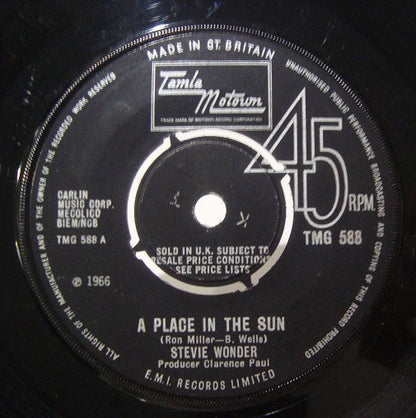 MADE IN GT. BRITAIN
UNAUTHORISED PUBLIC PERFORMANCE BROADCASTING AND COPYING OF THIS RECORD PROHIBITED
ALL RIGHTS OF THE MANUFACTURER AND OF THE OWNER OF THE RECORDED WORK RESERVED
Tamla
Motown
TRADE MARK OF MOTOWN RECORD CORPORATION
45
RPM.
CARLIN
MUSIC CORP.
MECOLICO
BIEM/NCB
TMG 588 A
TMG 588
SOLD IN U.K. SUBJECT TO
RESALE PRICE CONDITIONS
SEE PRICE LISTS
℗ 1966
A PLACE IN THE SUN
(Ron Miller—B. Wells)
STEVIE WONDER
Producer Clarence Paul
E.M.I. RECORDS LIMITED